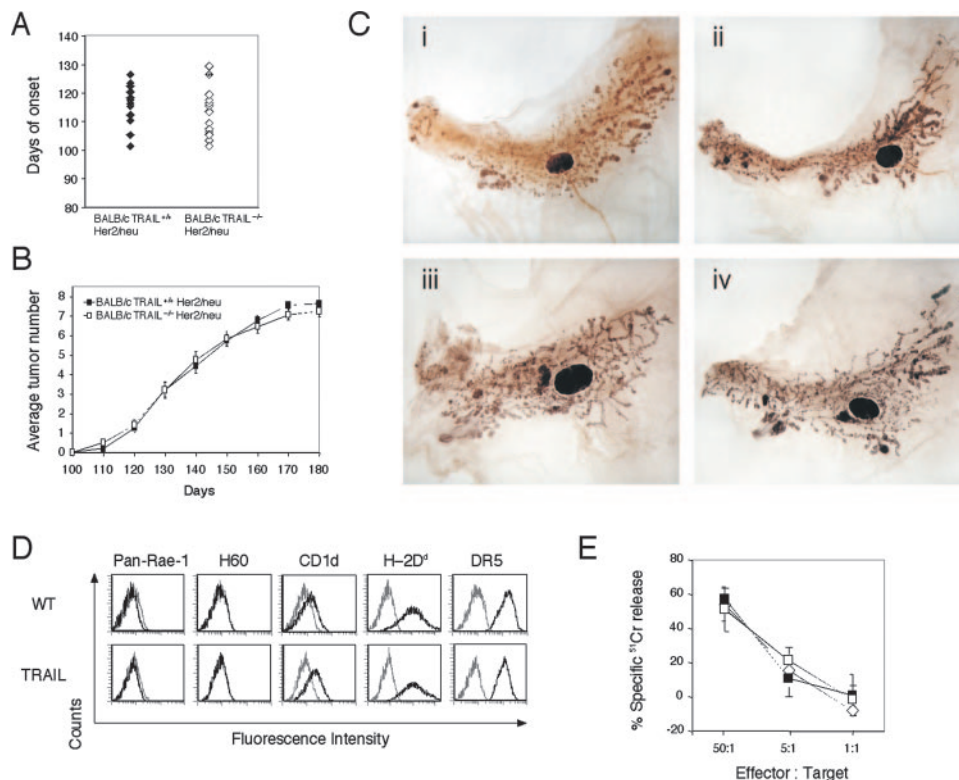 A
Days of onset
130
120
110
100
90
80
BALB/c TRAIL+/+ Her2/neu
BALB/c TRAIL−/− Her2/neu
B
BALB/c TRAIL+/+ Her2/neu
BALB/c TRAIL−/− Her2/neu
Average tumor number
8
7
6
5
4
3
2
1
0
100 110 120 130 140 150 160 170 180
Days
C
i
ii
iii
iv
D
Pan-Rae-1 H60 CD1d H–2Dd DR5
WT
TRAIL
Counts
Fluorescence Intensity
E
% Specific 51Cr release
80
60
40
20
0
-20
50:1 5:1 1:1
Effector : Target